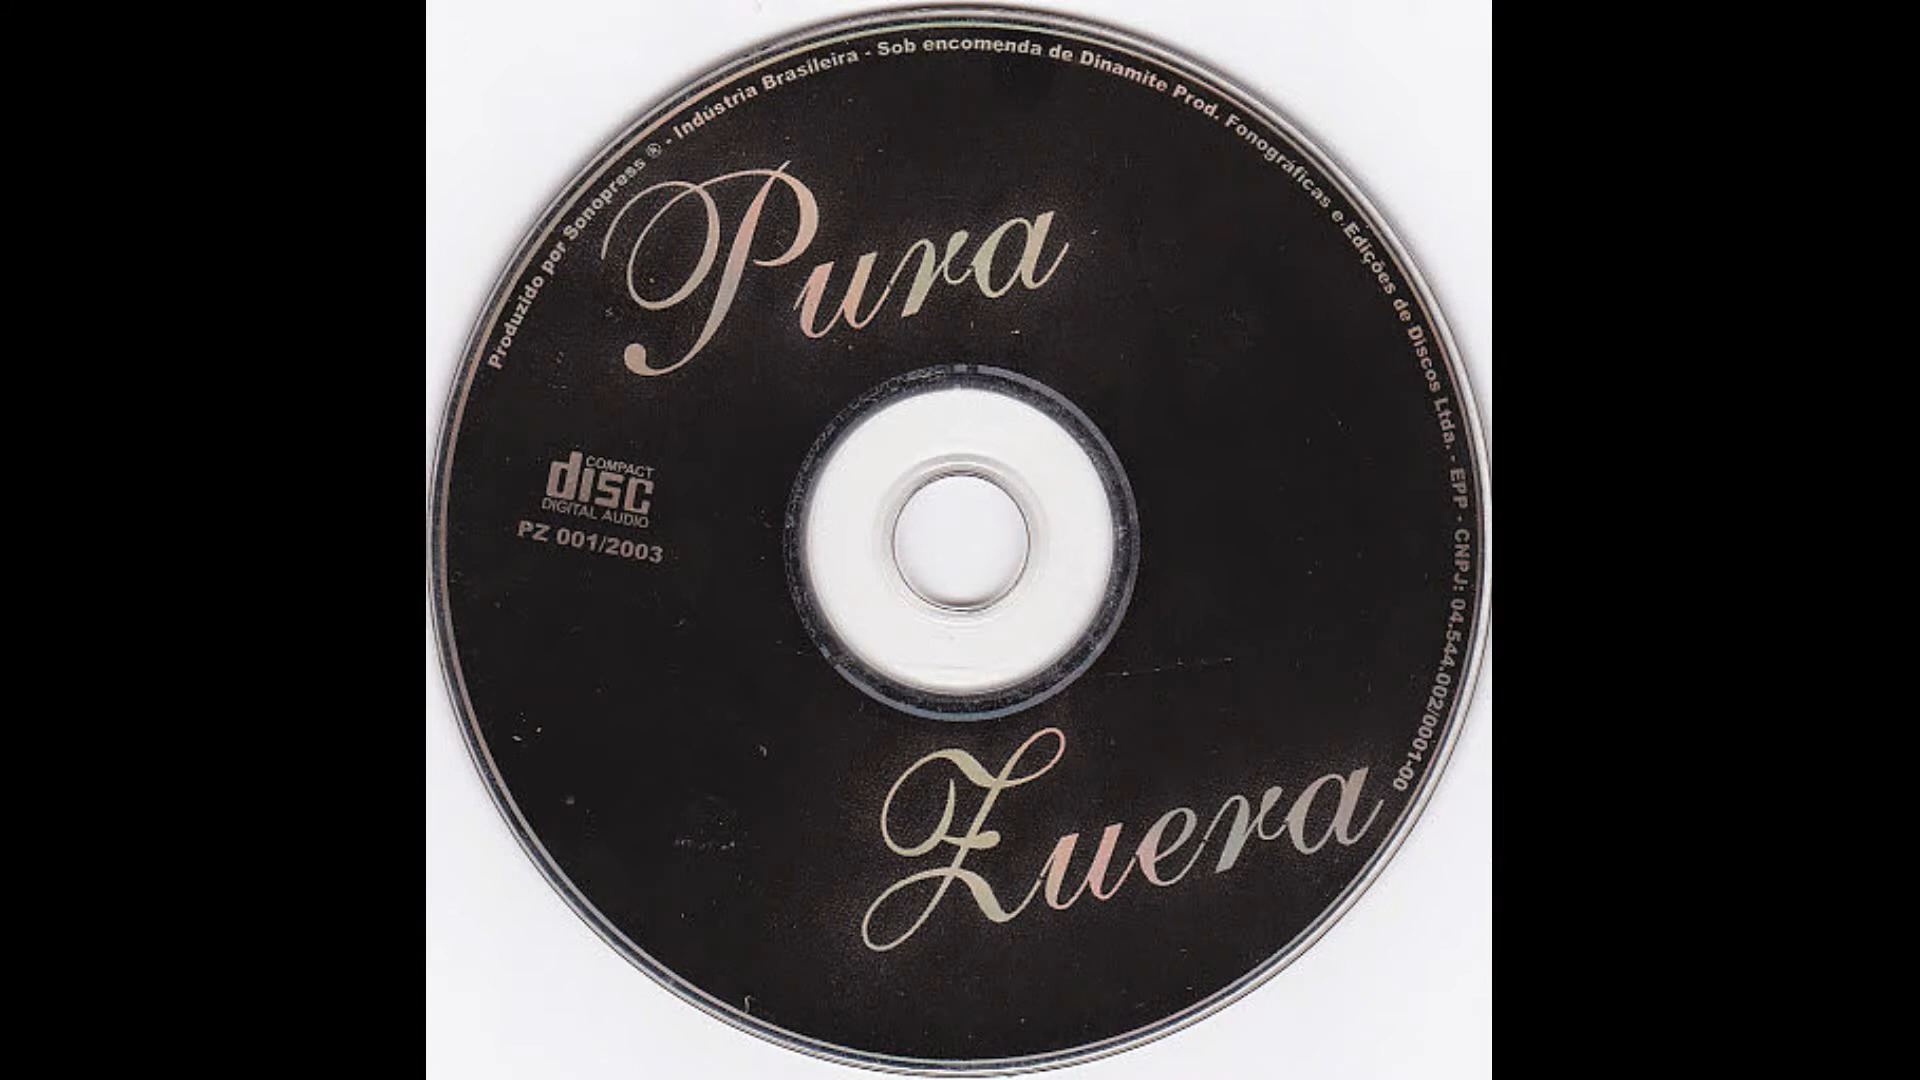 Produzido por Sonopress ® - Indústria Brasileira - Sob encomenda de Dinamite Prod. Fonográficas e Edições de Discos Ltda. - EPP - CNPJ: 04.544.002/0001-00
Pura
COMPACT
disc
DIGITAL AUDIO
PZ 001/2003
Zuera